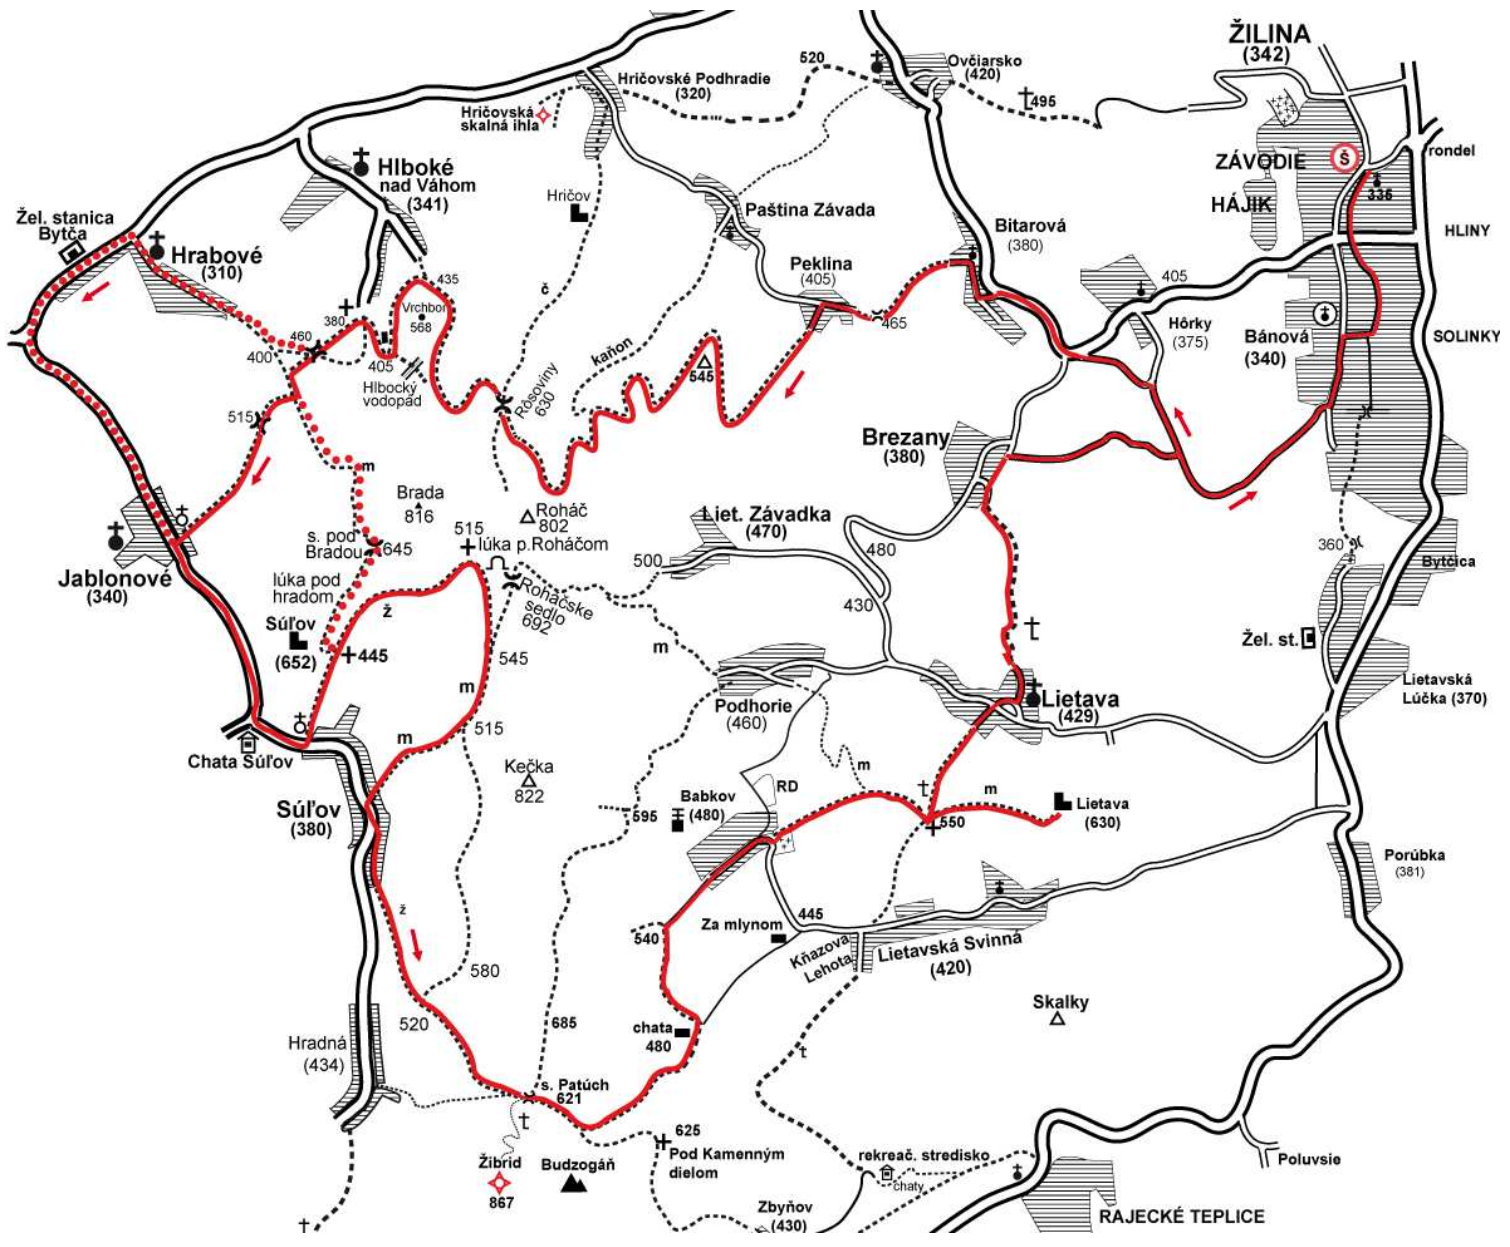 ŽILINA
(342)
520
Ovčiarsko
(420)
Hričovské Podhradie
(320)
495
Hričovská
skalná ihla
ZÁVODIE
Š
rondel
335
HÁJIK
Hlboké
nad Váhom
(341)
Hričov
Paština Závada
Žel. stanica
Bytča
Hrabové
(310)
Bitarová
(380)
HLINY
Peklina
(405)
435
405
č
Vrchbor
568
380
465
Hôrky
(375)
Bánová
(340)
SOLINKY
460
400
405
Hlbocký
vodopád
kaňon
545
Rôsoviny
630
515
Brezany
(380)
m
Brada
816
Roháč
802
Liet. Závadka
(470)
515
lúka p.Roháčom
480
s. pod
Bradou
645
500
360
Bytčica
Jablonové
(340)
lúka pod
hradom
Roháčske
sedlo
692
ž
430
Súľov
(652)
445
545
m
Žel. st.
Lietavská
Lúčka (370)
m
m
515
Podhorie
(460)
Lietava
(429)
Chata Súľov
Kečka
822
m
RD
m
Súľov
(380)
595
Babkov
(480)
550
Lietava
(630)
Porúbka
(381)
ž
445
540
Za mlynom
Kňazova
Lehota
Lietavská Svinná
(420)
580
520
685
chata
480
Skalky
Hradná
(434)
s. Patúch
621
625
Pod Kamenným
dielom
rekreač. stredisko
chaty
Poluvsie
Žibrid
867
Budzogáň
Zbyňov
(430)
RAJECKÉ TEPLICE